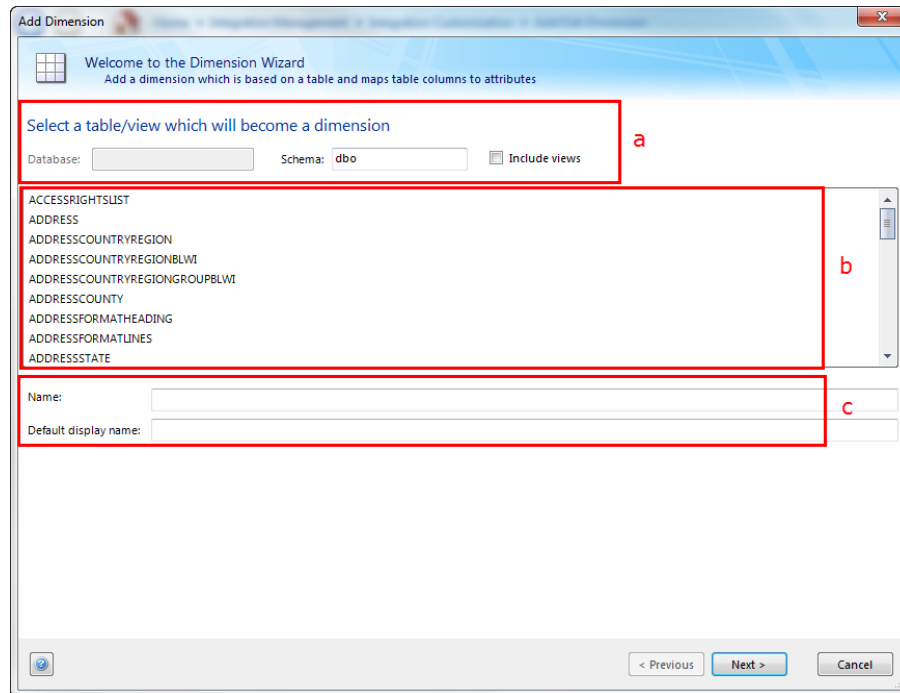 Add Dimension
Welcome to the Dimension Wizard
Add a dimension which is based on a table and maps table columns to attributes
Select a table/view which will become a dimension
a
Database: Schema: dbo Include views
ACCESSRIGHTSLIST
ADDRESS
ADDRESSCOUNTRYREGION
ADDRESSCOUNTRYREGIONBLWI
b
ADDRESSCOUNTRYREGIONGROUPBLWI
ADDRESSCOUNTY
ADDRESSFORMATHEADING
ADDRESSFORMATLINES
ADDRESSSTATE
Name:
c
Default display name:
< Previous Next > Cancel